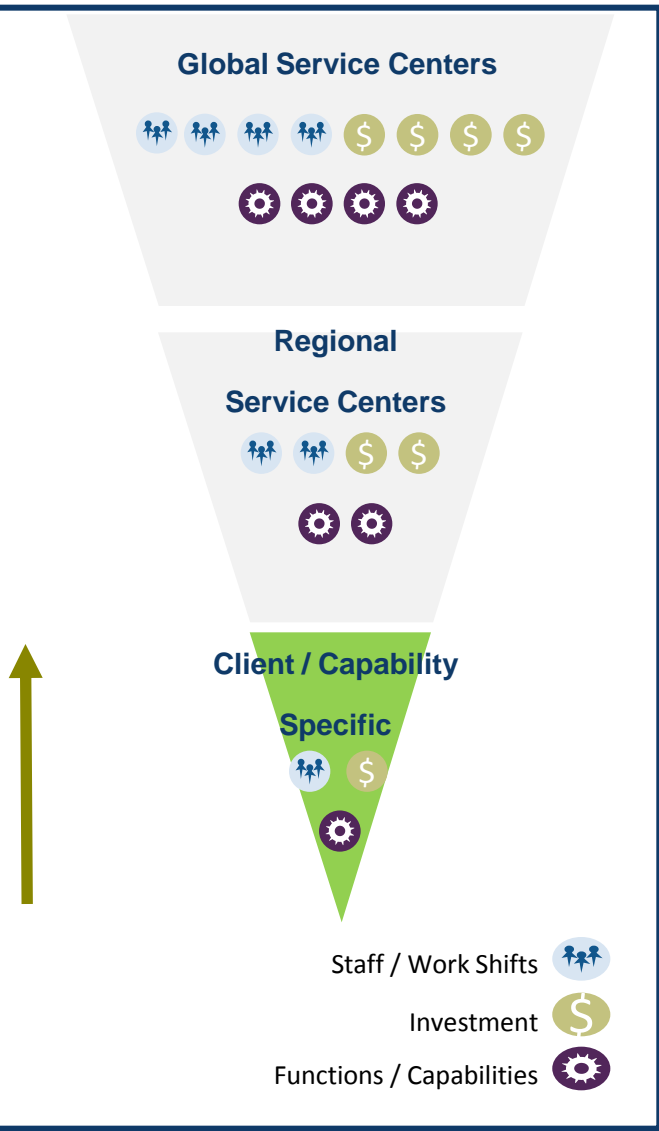 Global Service Centers
$ $ $ $
Regional
Service Centers
$ $
Client / Capability
Specific
$
Staff / Work Shifts
Investment $
Functions / Capabilities